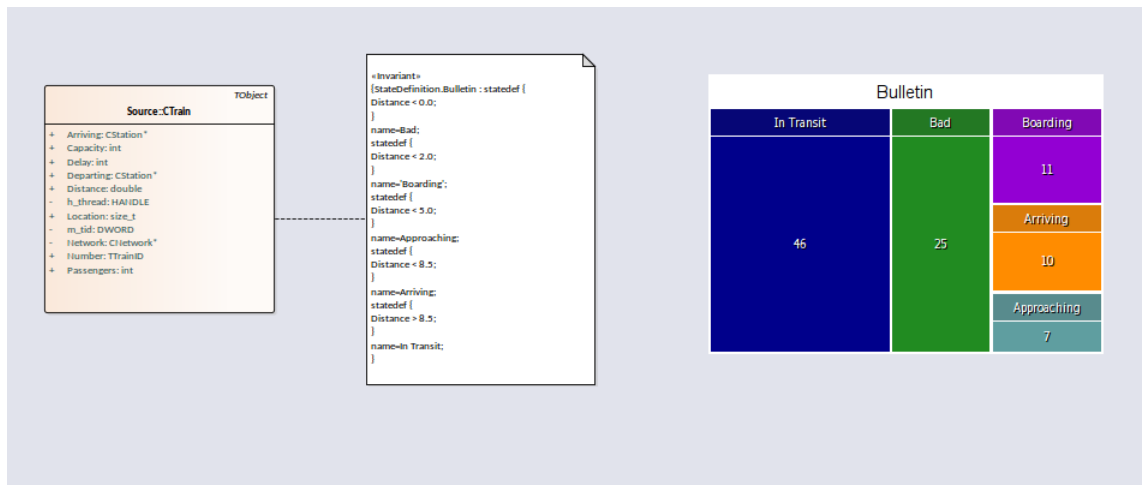 TObject
Source::CTrain
+ Arriving: CStation*
+ Capacity: int
+ Delay: int
+ Departing: CStation*
+ Distance: double
- h_thread: HANDLE
+ Location: size_t
- m_tid: DWORD
- Network: CNetwork*
+ Number: TTrainID
+ Passengers: int
«Invariant»
{StateDefinition.Bulletin : statedef {
Distance < 0.0;
}
name=Bad;
statedef {
Distance < 2.0;
}
name='Boarding';
statedef {
Distance < 5.0;
}
name=Approaching;
statedef {
Distance < 8.5;
}
name=Arriving;
statedef {
Distance > 8.5;
}
name=In Transit;
}
Bulletin
In Transit
46
Bad
25
Boarding
11
Arriving
10
Approaching
7